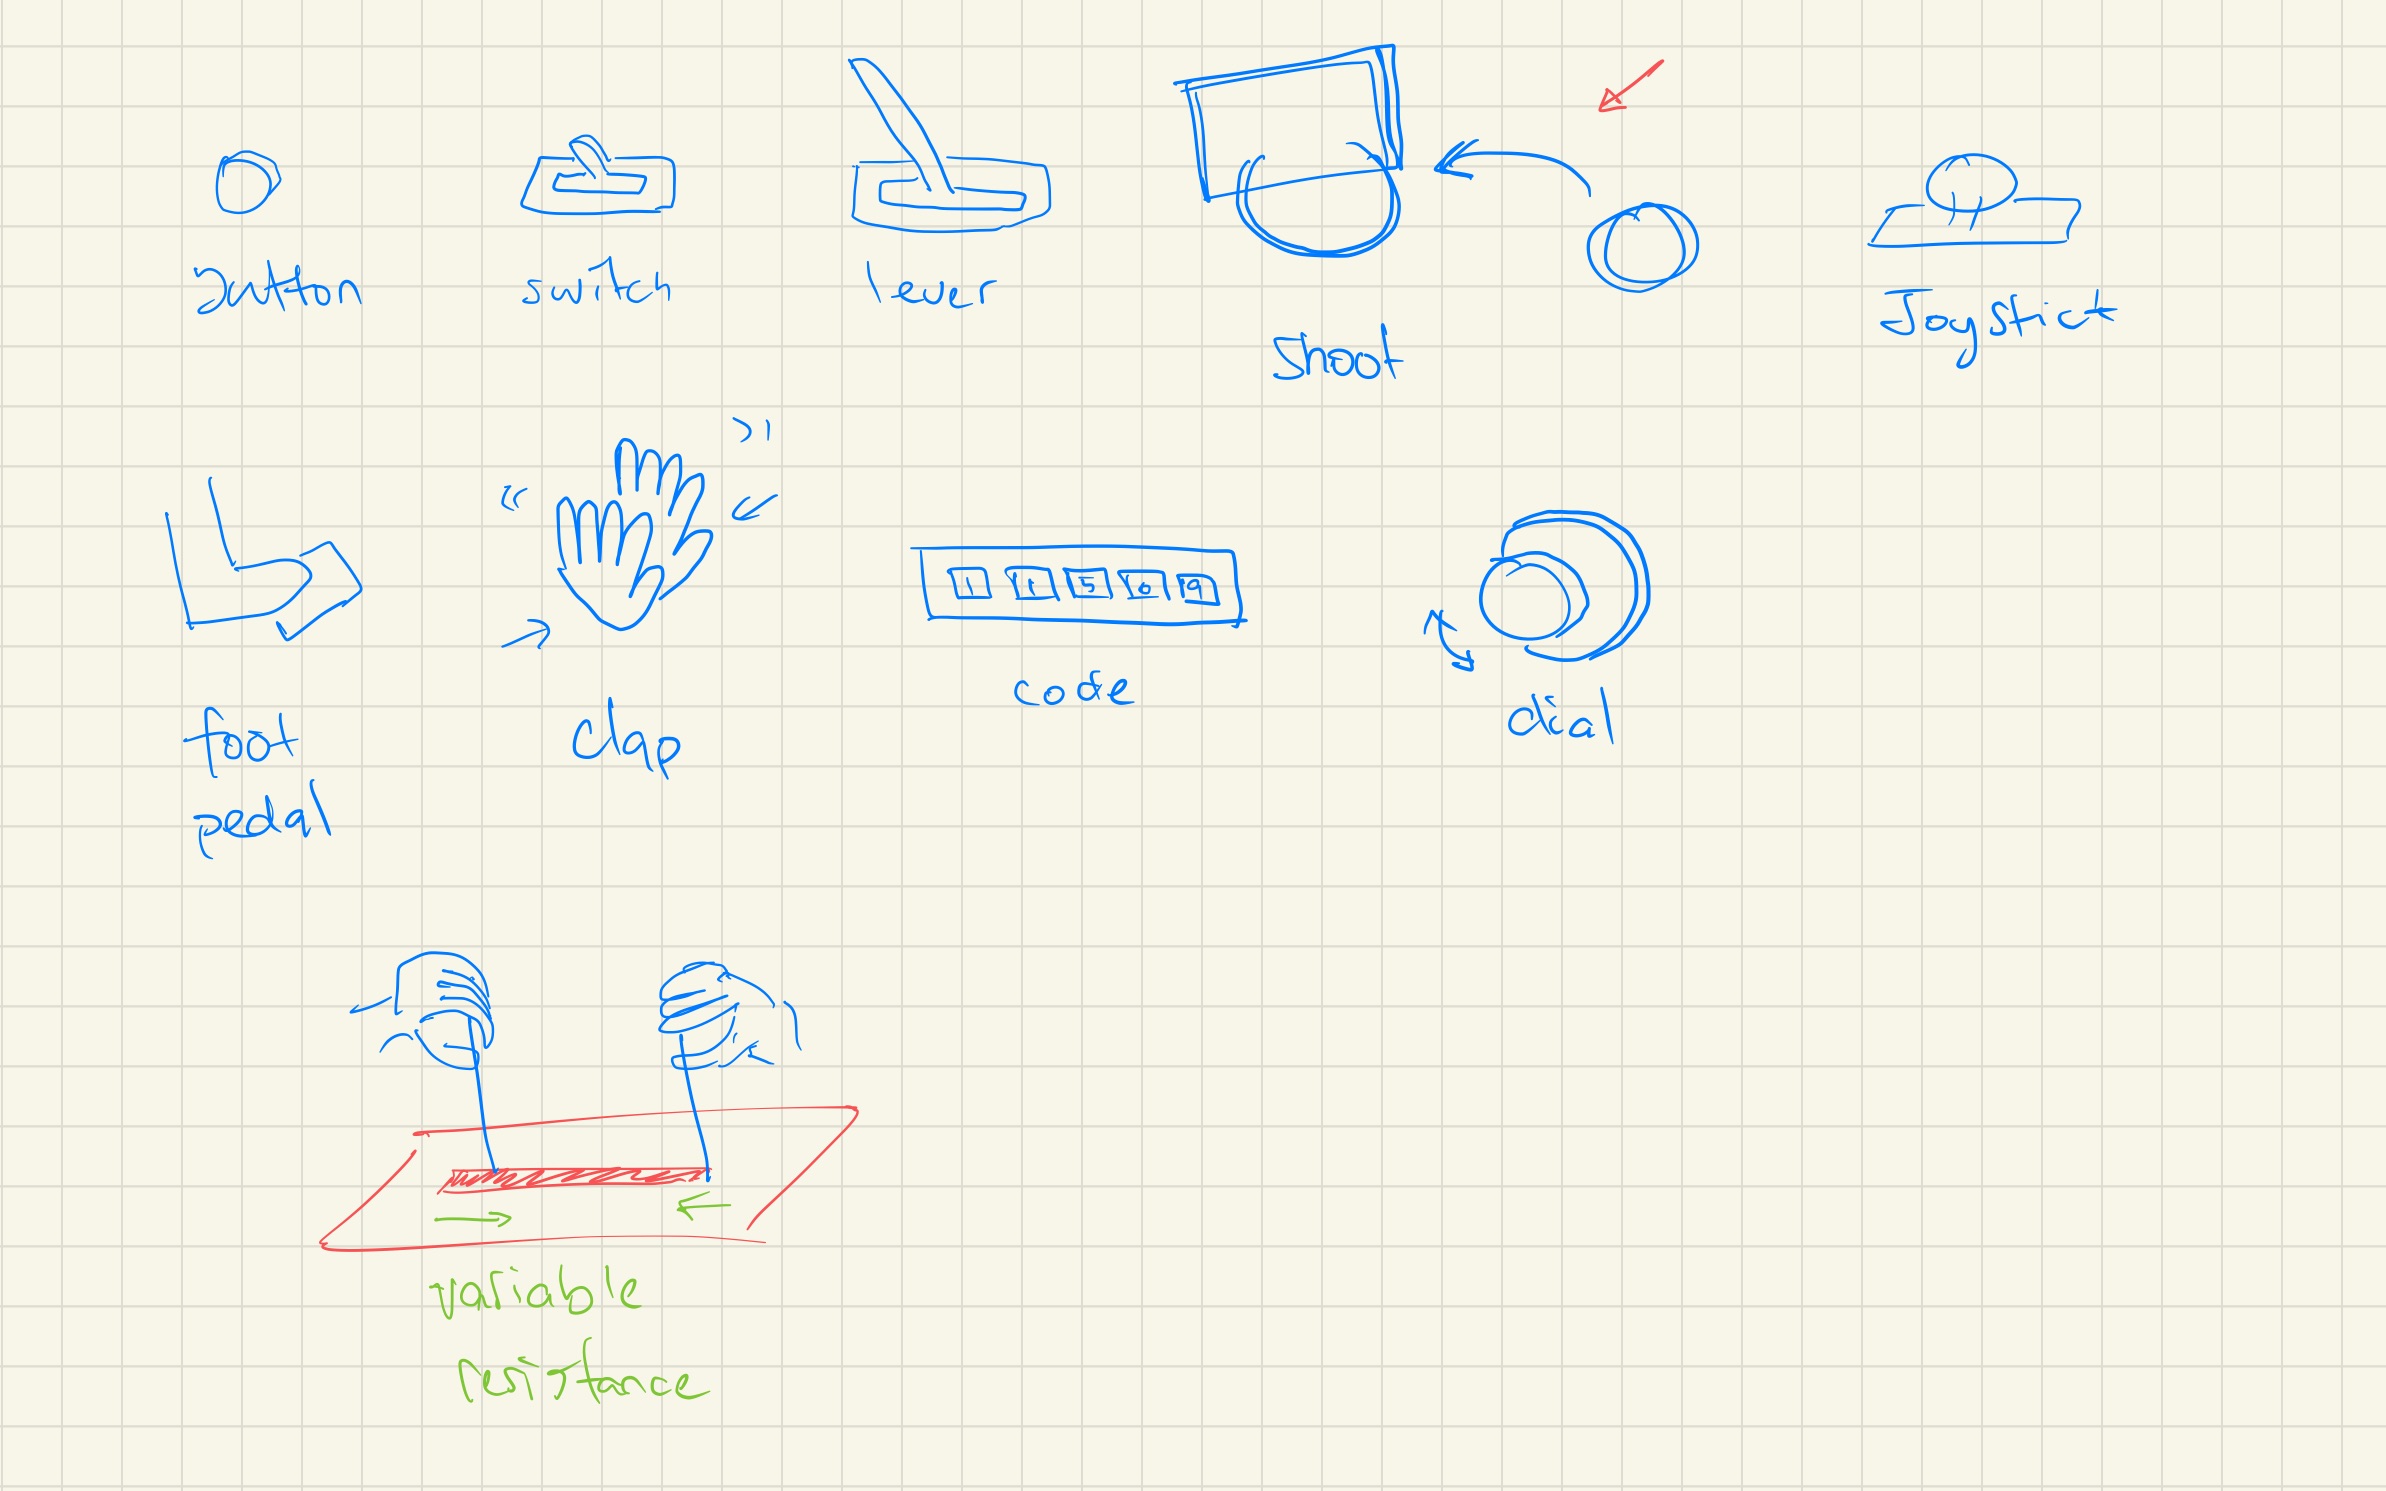 button
switch
lever
shoot
Joystick
foot
pedal
clap
code
dial
variable
resistance